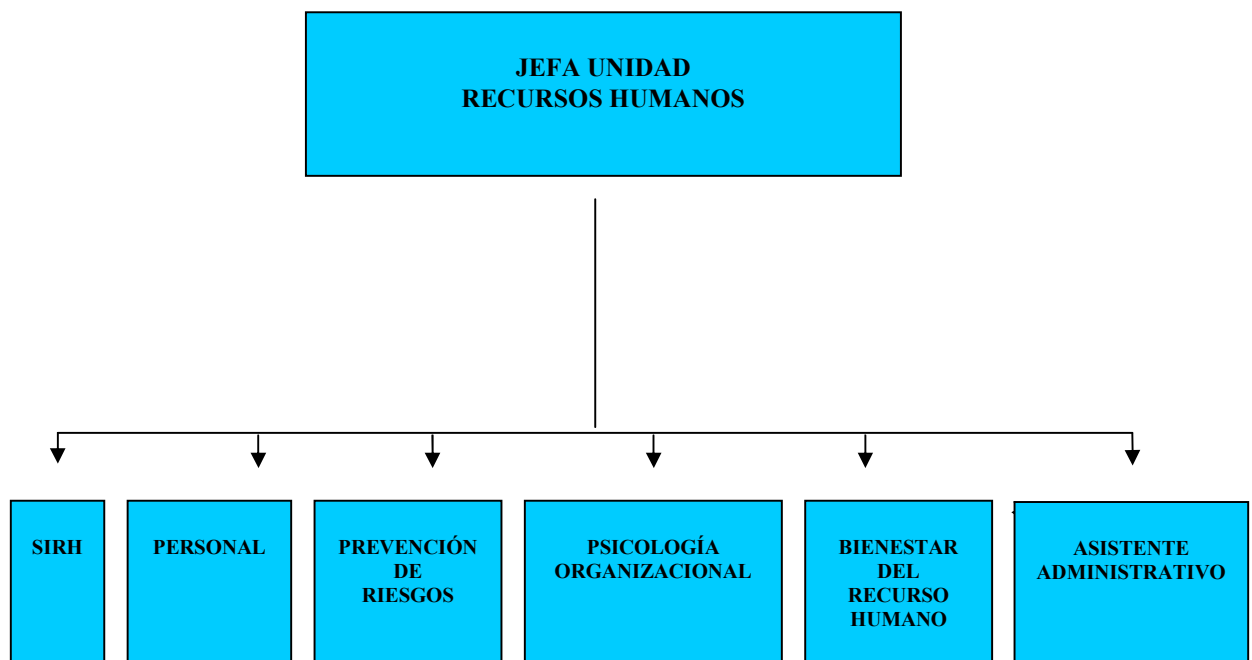 JEFA UNIDAD
RECURSOS HUMANOS
SIRH
PERSONAL
PREVENCIÓN
DE
RIESGOS
PSICOLOGÍA
ORGANIZACIONAL
BIENESTAR
DEL
RECURSO
HUMANO
ASISTENTE
ADMINISTRATIVO